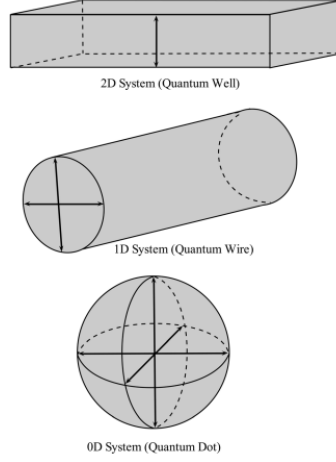 2D System (Quantum Well)
1D System (Quantum Wire)
0D System (Quantum Dot)